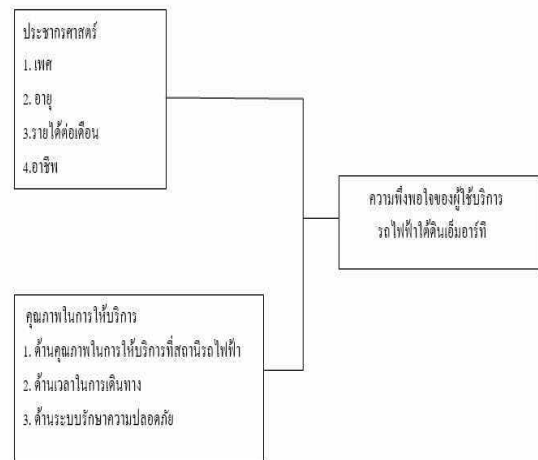 ประชากรศาสตร์
1. เพศ
2. อายุ
3.รายได้ต่อเดือน
4.อาชีพ
ความพึงพอใจของผู้ใช้บริการ
รถไฟฟ้าใต้ดินเอ็มอาร์ที
คุณภาพในการให้บริการ
1. ด้านคุณภาพในการให้บริการที่สถานีรถไฟฟ้า
2. ด้านเวลาในการเดินทาง
3. ด้านระบบรักษาความปลอดภัย